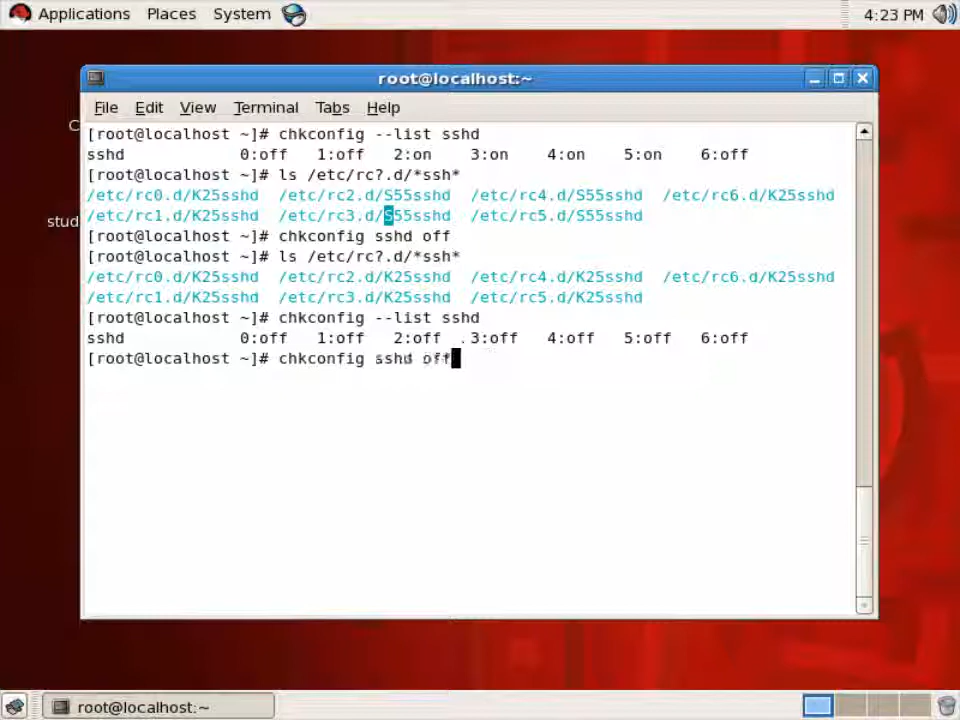 Applications Places System 4:23 PM
root@localhost:~
File Edit View Terminal Tabs Help
[root@localhost ~]# chkconfig --list sshd
sshd 0:off 1:off 2:on 3:on 4:on 5:on 6:off
[root@localhost ~]# ls /etc/rc?.d/*ssh*
/etc/rc0.d/K25sshd /etc/rc2.d/S55sshd /etc/rc4.d/S55sshd /etc/rc6.d/K25sshd
/etc/rc1.d/K25sshd /etc/rc3.d/S55sshd /etc/rc5.d/S55sshd
[root@localhost ~]# chkconfig sshd off
[root@localhost ~]# ls /etc/rc?.d/*ssh*
/etc/rc0.d/K25sshd /etc/rc2.d/K25sshd /etc/rc4.d/K25sshd /etc/rc6.d/K25sshd
/etc/rc1.d/K25sshd /etc/rc3.d/K25sshd /etc/rc5.d/K25sshd
[root@localhost ~]# chkconfig --list sshd
sshd 0:off 1:off 2:off 3:off 4:off 5:off 6:off
[root@localhost ~]# chkconfig sshd off
C
stud
root@localhost:~